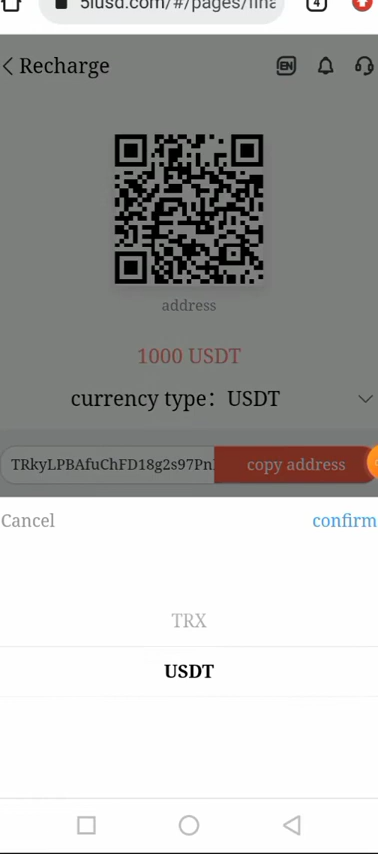 5iusd.com/#/pages/fina
4
Recharge
EN
address
1000 USDT
currency type: USDT
TRkyLPBAfuChFD18g2s97Pn
copy address
Cancel
confirm
TRX
USDT